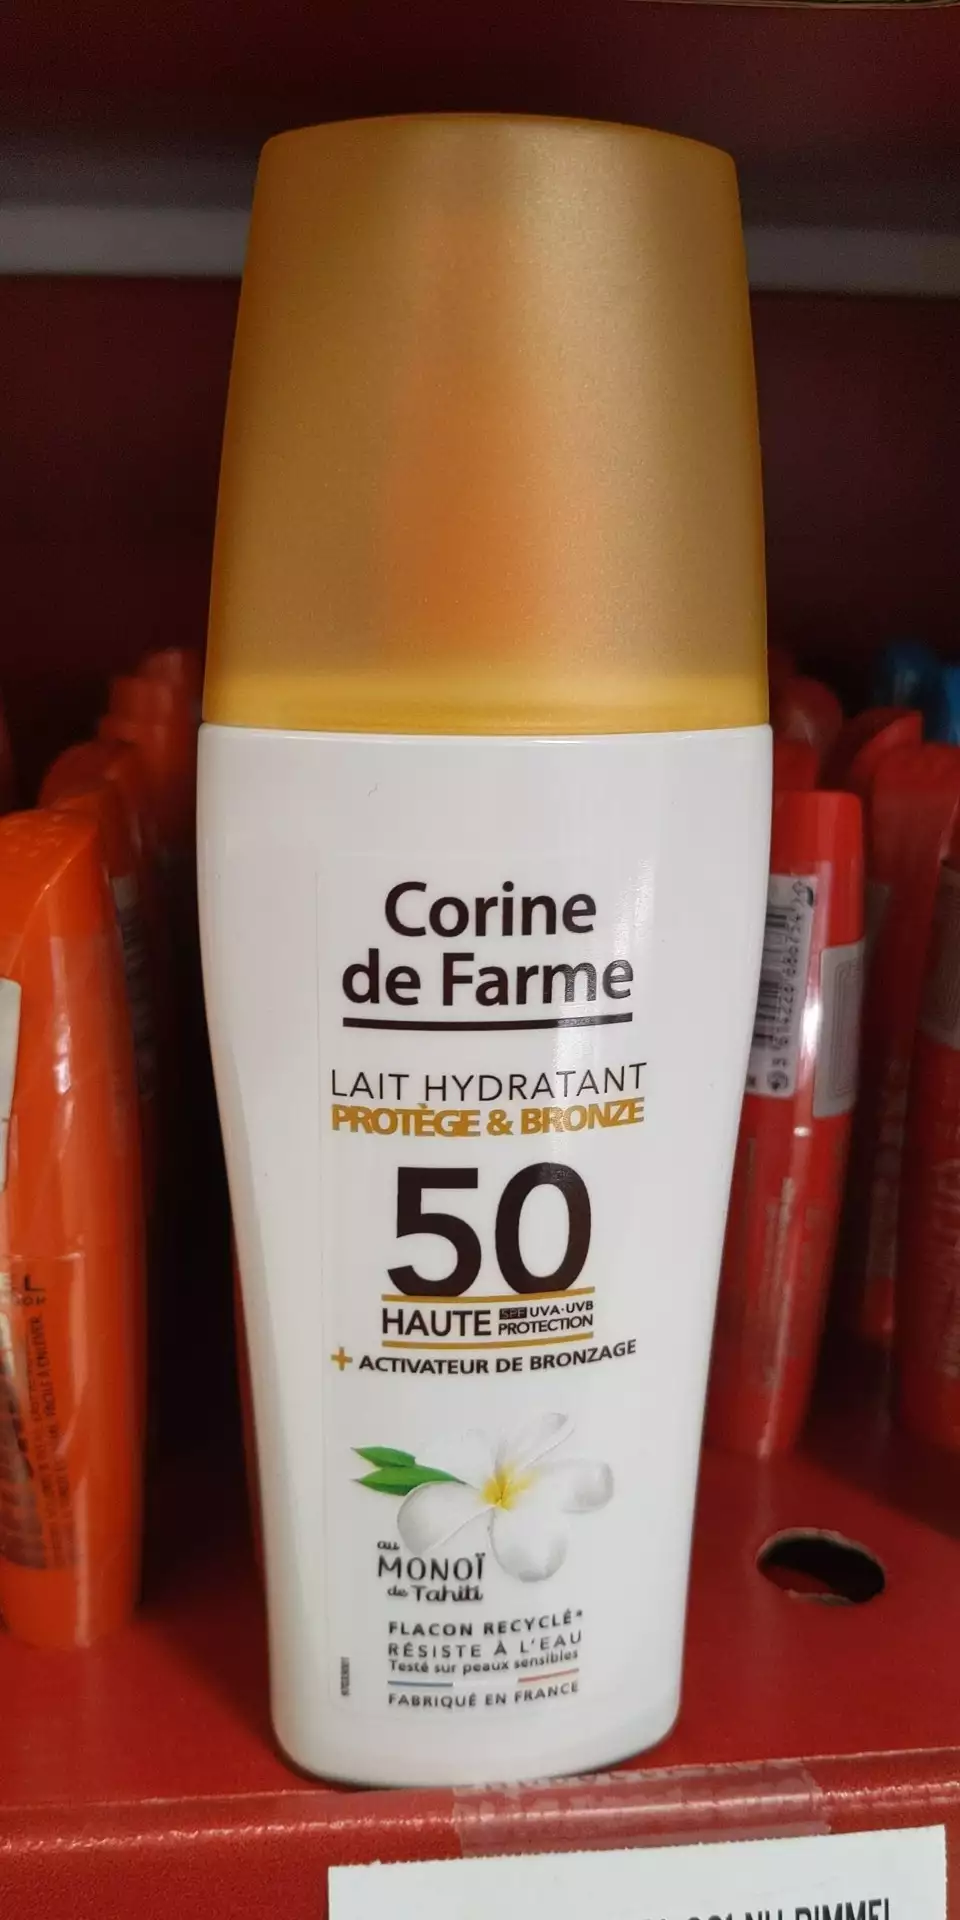 Corine
de Farme
LAIT HYDRATANT
PROTÈGE & BRONZE
50
HAUTE SPF UVA-UVB
PROTECTION
+ ACTIVATEUR DE BRONZAGE
au
MONOÏ
de Tahiti
FLACON RECYCLÉ*
RÉSISTE À L'EAU
Testé sur peaux sensibles
FABRIQUÉ EN FRANCE